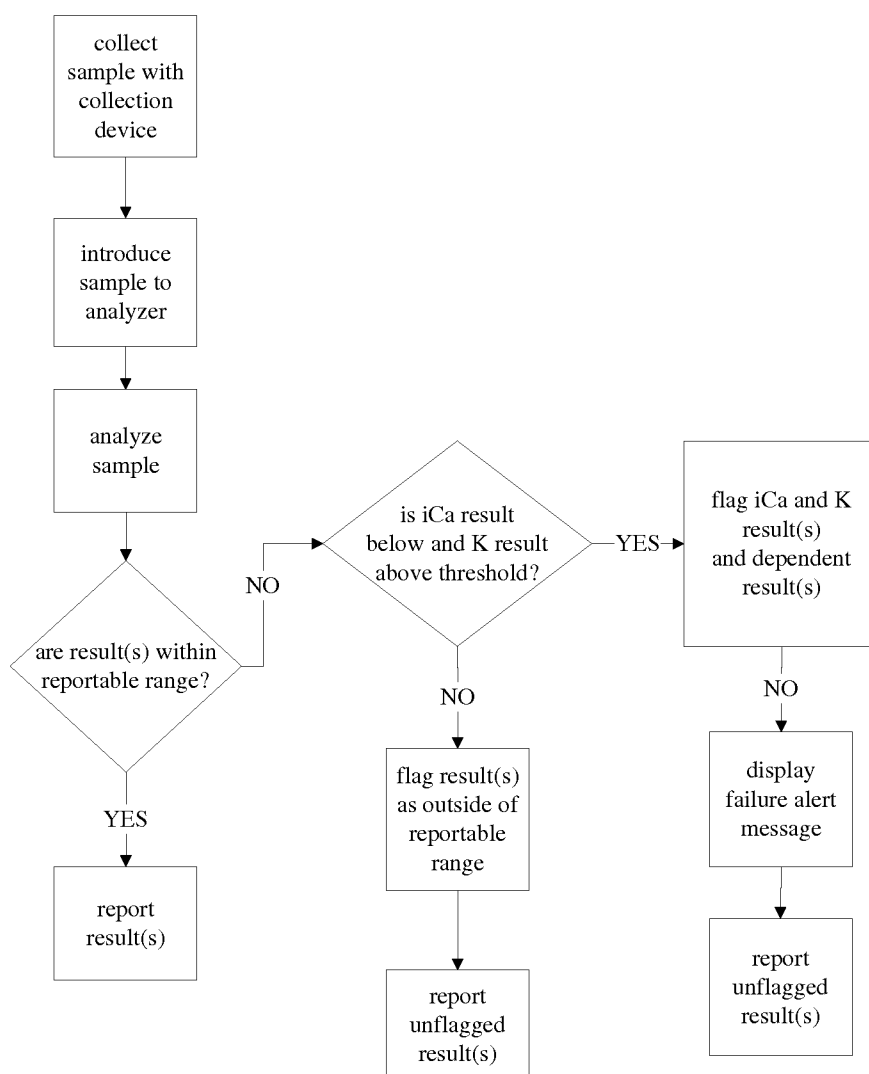 collect
sample with
collection
device
introduce
sample to
analyzer
analyze
sample
are result(s) within
reportable range?
YES
report
result(s)
NO
is iCa result
below and K result
above threshold?
NO
flag result(s)
as outside of
reportable
range
report
unflagged
result(s)
YES
flag iCa and K
result(s)
and dependent
result(s)
NO
display
failure alert
message
report
unflagged
result(s)